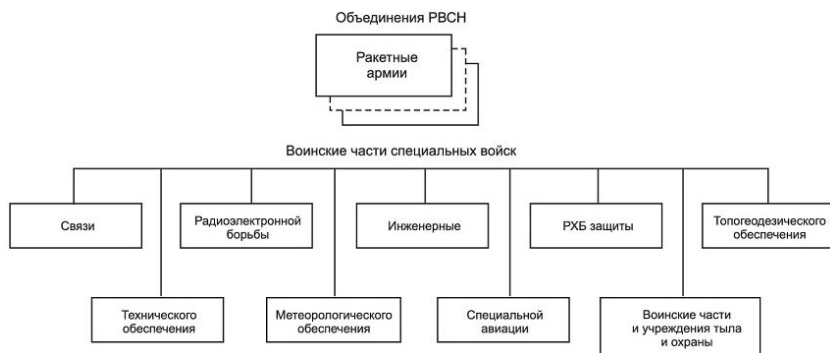 Объединения РВСН
Ракетные
армии
Воинские части специальных войск
Связи
Радиоэлектронной
борьбы
Инженерные
РХБ защиты
Топогеодезического
обеспечения
Технического
обеспечения
Метеорологического
обеспечения
Специальной
авиации
Воинские части
и учреждения тыла
и охраны